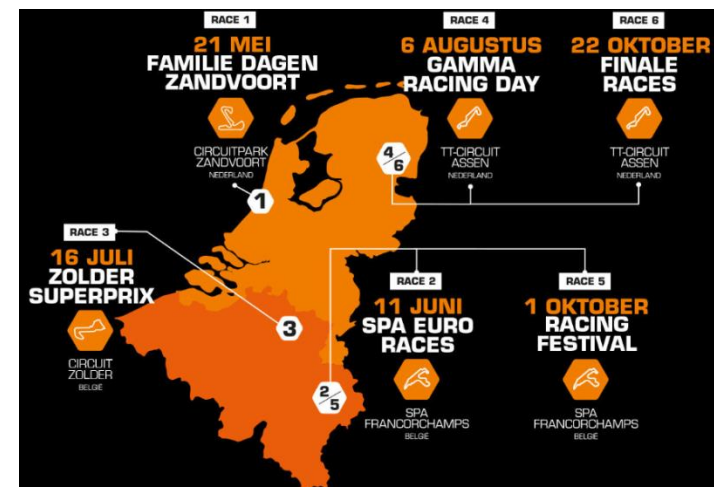 RACE 1
21 MEI
FAMILIE DAGEN
ZANDVOORT
CIRCUITPARK
ZANDVOORT
NEDERLAND
1
RACE 4
6 AUGUSTUS
GAMMA
RACING DAY
TT-CIRCUIT
ASSEN
NEDERLAND
RACE 6
22 OKTOBER
FINALE
RACES
TT-CIRCUIT
ASSEN
NEDERLAND
4/6
RACE 3
16 JULI
ZOLDER
SUPERPRIX
CIRCUIT
ZOLDER
BELGIË
3
RACE 2
11 JUNI
SPA EURO
RACES
SPA
FRANCORCHAMPS
BELGIË
RACE 5
1 OKTOBER
RACING
FESTIVAL
SPA
FRANCORCHAMPS
BELGIË
2/5